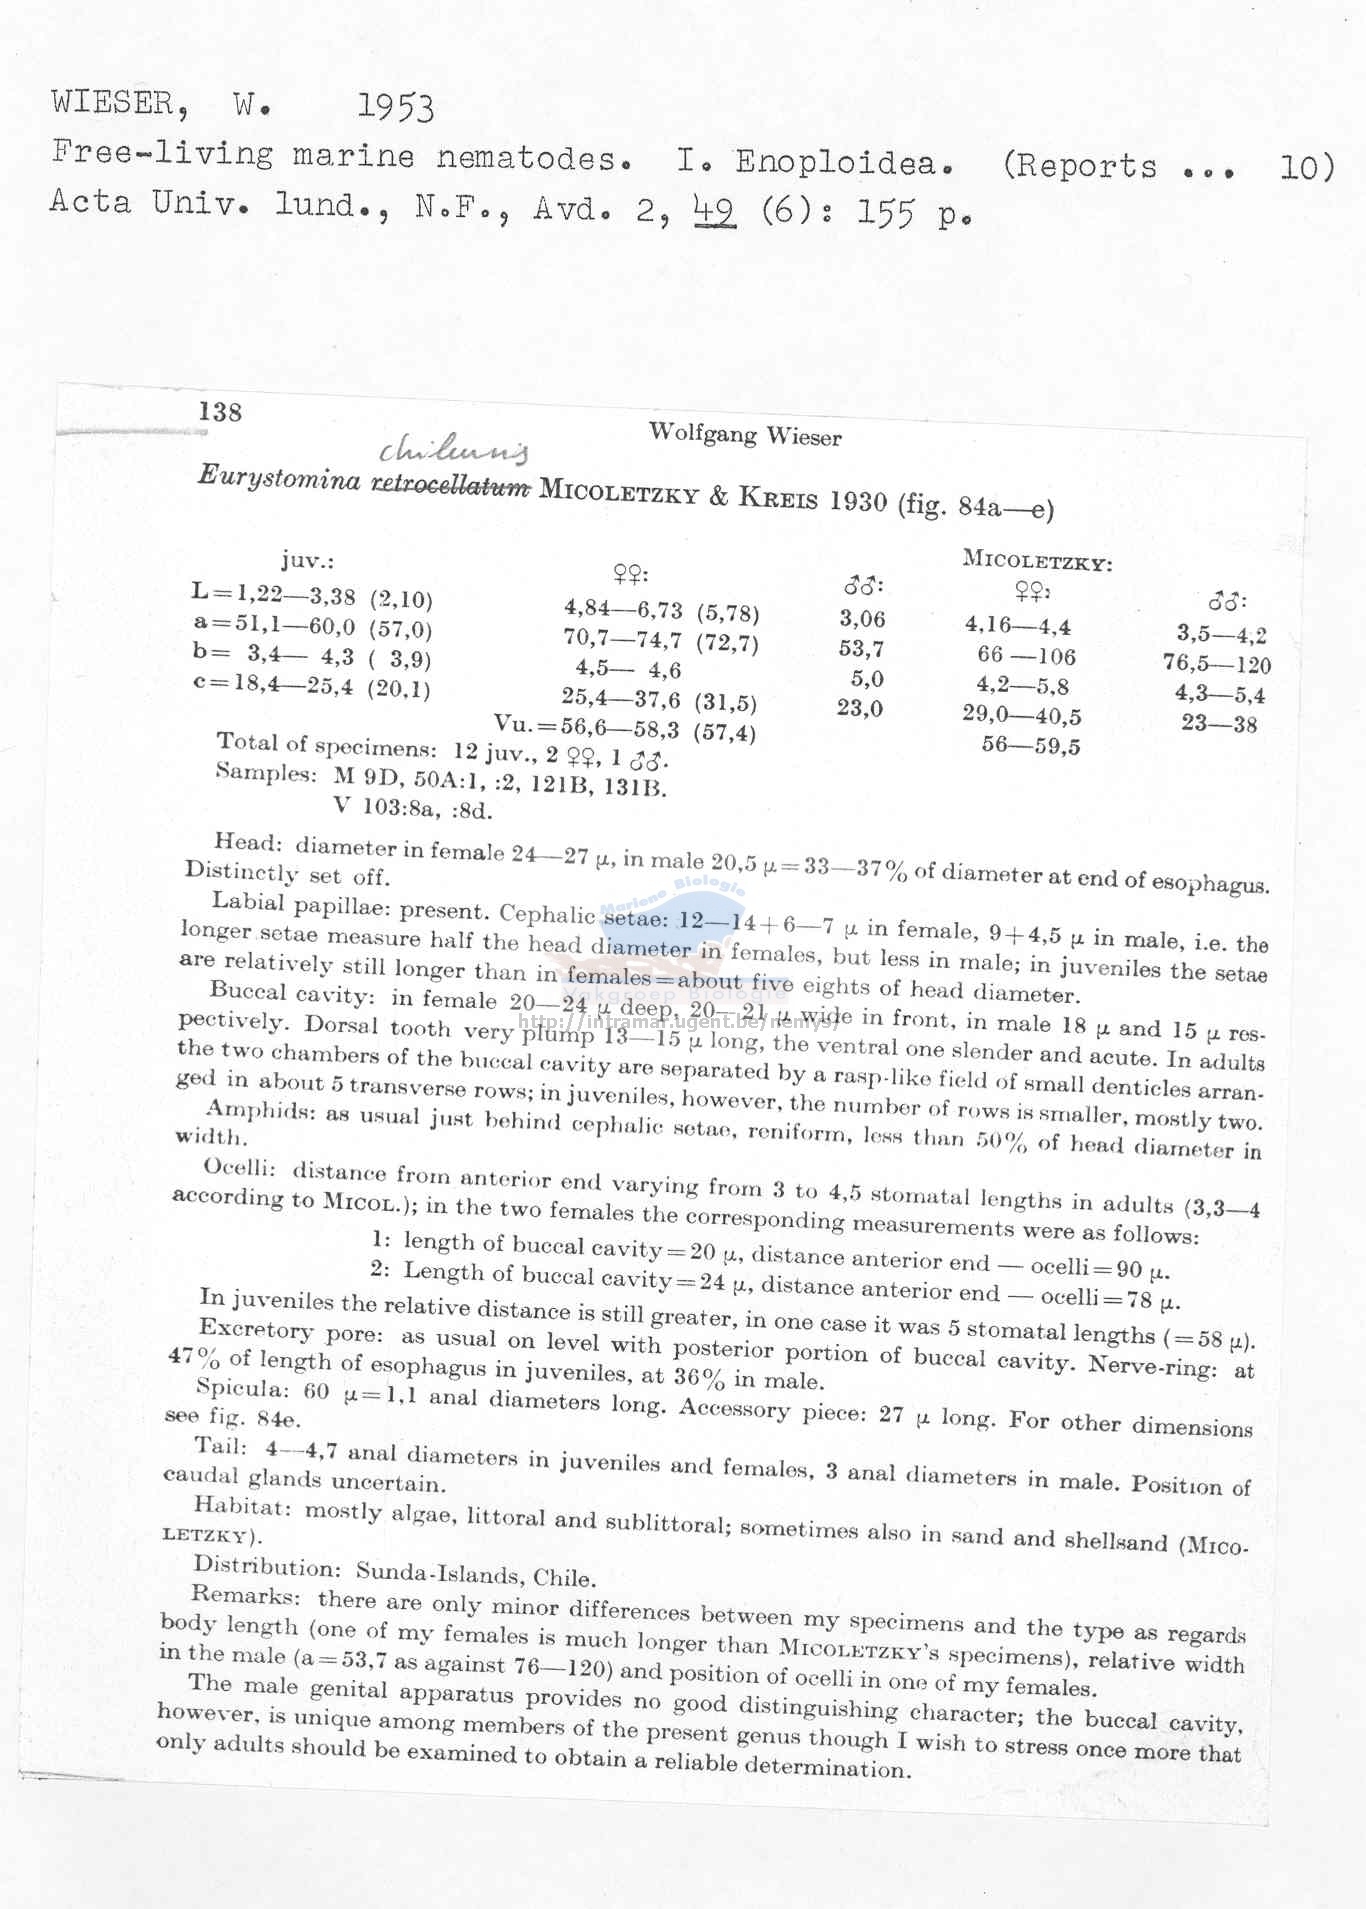 WIESER, W. 1953
Free-living marine nematodes. I. Enoploidea. (Reports ... 10)
Acta Univ. lund., N.F., Avd. 2, 49 (6): 155 p.
138
Wolfgang Wieser
chilensis
Eurystomina retrocellatum MICOLETZKY & KREIS 1930 (fig. 84a—e)
juv.: ♀♀: ♂♂: MICOLETZKY: ♀♀: ♂♂:
L=1,22—3,38 (2,10) 4,84—6,73 (5,78) 3,06 4,16—4,4 3,5—4,2
a=51,1—60,0 (57,0) 70,7—74,7 (72,7) 53,7 66 —106 76,5—120
b= 3,4— 4,3 ( 3,9) 4,5— 4,6 5,0 4,2—5,8 4,3—5,4
c=18,4—25,4 (20,1) 25,4—37,6 (31,5) 23,0 29,0—40,5 23—38
Vu.=56,6—58,3 (57,4) 56—59,5
Total of specimens: 12 juv., 2 ♀♀, 1 ♂♂.
Samples: M 9D, 50A:1, :2, 121B, 131B.
V 103:8a, :8d.
Head: diameter in female 24—27 μ, in male 20,5 μ=33—37% of diameter at end of esophagus.
Distinctly set off.
Labial papillae: present. Cephalic setae: 12—14+6—7 μ in female, 9+4,5 μ in male, i.e. the
longer setae measure half the head diameter in females, but less in male; in juveniles the setae
are relatively still longer than in females=about five eights of head diameter.
Buccal cavity: in female 20—24 μ deep, 20—21 μ wide in front, in male 18 μ and 15 μ res-
pectively. Dorsal tooth very plump 13—15 μ long, the ventral one slender and acute. In adults
the two chambers of the buccal cavity are separated by a rasp-like field of small denticles arran-
ged in about 5 transverse rows; in juveniles, however, the number of rows is smaller, mostly two.
Amphids: as usual just behind cephalic setae, reniform, less than 50% of head diameter in
width.
Ocelli: distance from anterior end varying from 3 to 4,5 stomatal lengths in adults (3,3—4
according to MICOL.); in the two females the corresponding measurements were as follows:
1: length of buccal cavity=20 μ, distance anterior end — ocelli=90 μ.
2: Length of buccal cavity=24 μ, distance anterior end — ocelli=78 μ.
In juveniles the relative distance is still greater, in one case it was 5 stomatal lengths (=58 μ).
Excretory pore: as usual on level with posterior portion of buccal cavity. Nerve-ring: at
47% of length of esophagus in juveniles, at 36% in male.
Spicula: 60 μ=1,1 anal diameters long. Accessory piece: 27 μ long. For other dimensions
see fig. 84e.
Tail: 4—4,7 anal diameters in juveniles and females, 3 anal diameters in male. Position of
caudal glands uncertain.
Habitat: mostly algae, littoral and sublittoral; sometimes also in sand and shellsand (MICO-
LETZKY).
Distribution: Sunda-Islands, Chile.
Remarks: there are only minor differences between my specimens and the type as regards
body length (one of my females is much longer than MICOLETZKY's specimens), relative width
in the male (a=53,7 as against 76—120) and position of ocelli in one of my females.
The male genital apparatus provides no good distinguishing character; the buccal cavity,
however, is unique among members of the present genus though I wish to stress once more that
only adults should be examined to obtain a reliable determination.
Mariene Biologie
Vakgroep Biologie
http://intramar.ugent.be/nemys/